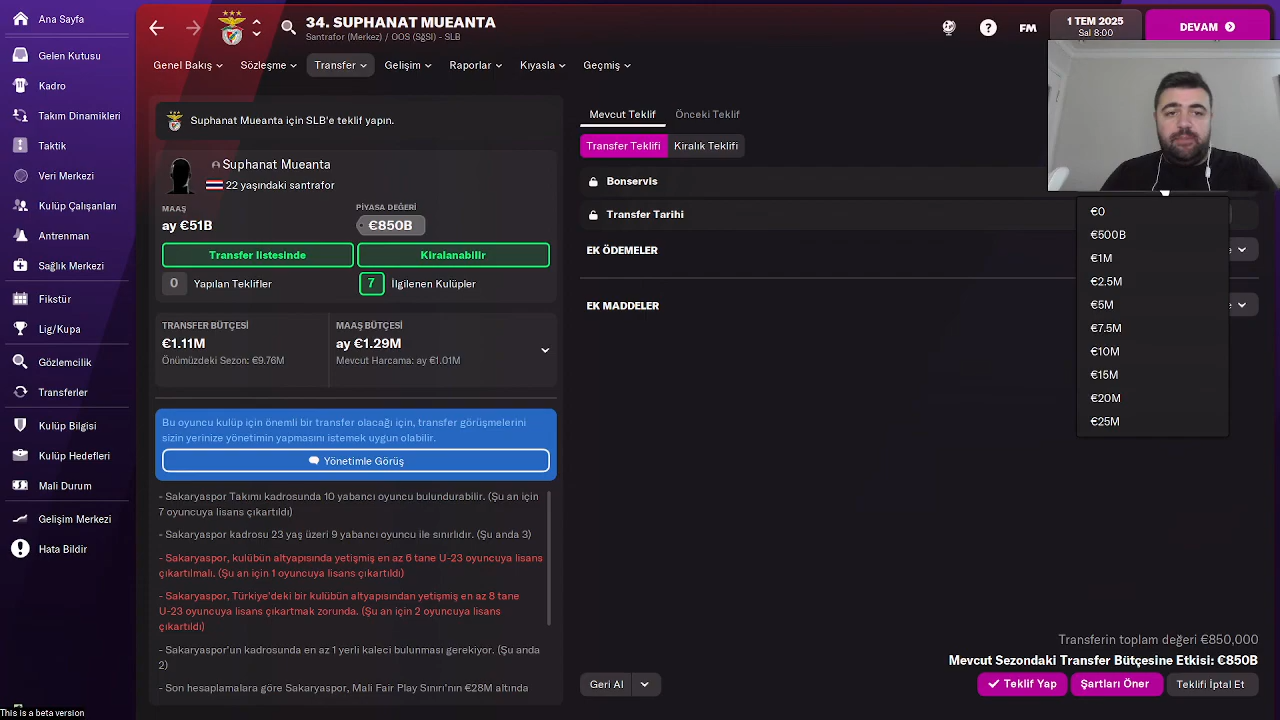 34. SUPHANAT MUEANTA
Santrafor (Merkez) / OOS (SğSl) - SLB
FM
1 TEM 2025
Sal 8:00
DEVAM
Ana Sayfa
Gelen Kutusu
Kadro
Takım Dinamikleri
Taktik
Veri Merkezi
Kulüp Çalışanları
Antrenman
Sağlık Merkezi
Fikstür
Lig/Kupa
Gözlemcilik
Transferler
Kulüp Bilgisi
Kulüp Hedefleri
Mali Durum
Gelişim Merkezi
Hata Bildir
This is a beta version
Genel Bakış
Sözleşme
Transfer
Gelişim
Raporlar
Kıyasla
Geçmiş
Suphanat Mueanta için SLB'e teklif yapın.
Suphanat Mueanta
22 yaşındaki santrafor
MAAŞ
ay €51B
PİYASA DEĞERİ
€850B
Transfer listesinde
Kiralanabilir
0 Yapılan Teklifler
7 İlgilenen Kulüpler
TRANSFER BÜTÇESİ
€1.11M
Önümüzdeki Sezon: €9.76M
MAAŞ BÜTÇESİ
ay €1.29M
Mevcut Harcama: ay €1.01M
Bu oyuncu kulüp için önemli bir transfer olacağı için, transfer görüşmelerini
sizin yerinize yönetimin yapmasını istemek uygun olabilir.
Yönetimle Görüş
- Sakaryaspor Takımı kadrosunda 10 yabancı oyuncu bulundurabilir. (Şu an için
7 oyuncuya lisans çıkartıldı)
- Sakaryaspor kadrosu 23 yaş üzeri 9 yabancı oyuncu ile sınırlıdır. (Şu anda 3)
- Sakaryaspor, kulübün altyapısında yetişmiş en az 6 tane U-23 oyuncuya lisans
çıkartılmalı. (Şu an için 1 oyuncuya lisans çıkartıldı)
- Sakaryaspor, Türkiye'deki bir kulübün altyapısından yetişmiş en az 8 tane
U-23 oyuncuya lisans çıkartmak zorunda. (Şu an için 2 oyuncuya lisans
çıkartıldı)
- Sakaryaspor'un kadrosunda en az 1 yerli kaleci bulunması gerekiyor. (Şu anda
2)
- Son hesaplamalara göre Sakaryaspor, Mali Fair Play Sınırı'nın €28M altında
Mevcut Teklif
Önceki Teklif
Transfer Teklifi
Kiralık Teklifi
Bonservis
Transfer Tarihi
EK ÖDEMELER
EK MADDELER
€0
€500B
€1M
€2.5M
€5M
€7.5M
€10M
€15M
€20M
€25M
Transferin toplam değeri €850,000
Mevcut Sezondaki Transfer Bütçesine Etkisi: €850B
Geri Al
Teklif Yap
Şartları Öner
Teklifi İptal Et